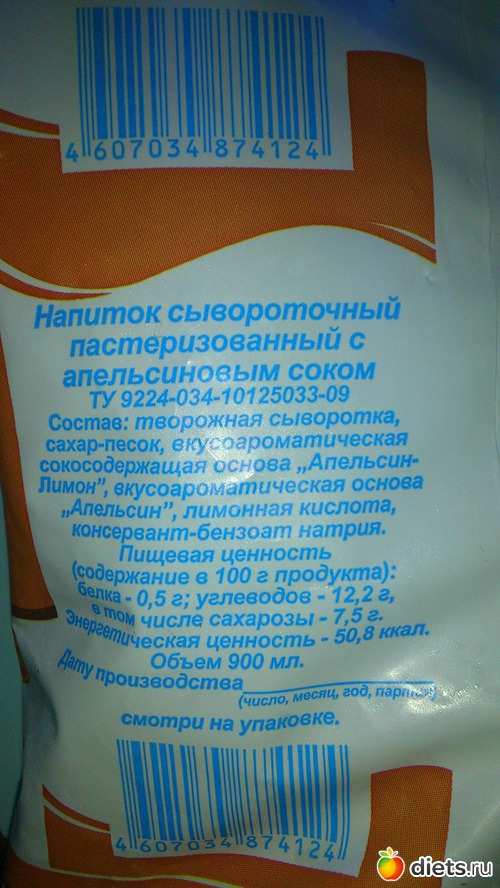 4 607034 874124
Напиток сывороточный
пастеризованный с
апельсиновым соком
ТУ 9224-034-10125033-09
Состав: творожная сыворотка,
сахар-песок, вкусоароматическая
сокосодержащая основа „Апельсин-
Лимон”, вкусоароматическая основа
„Апельсин”, лимонная кислота,
консервант-бензоат натрия.
Пищевая ценность
(содержание в 100 г продукта):
белка - 0,5 г; углеводов - 12,2 г,
в том числе сахарозы - 7,5 г.
Энергетическая ценность - 50,8 ккал.
Объем 900 мл.
Дату производства
(число, месяц, год, партия)
смотри на упаковке.
4 607034 874124
diets.ru